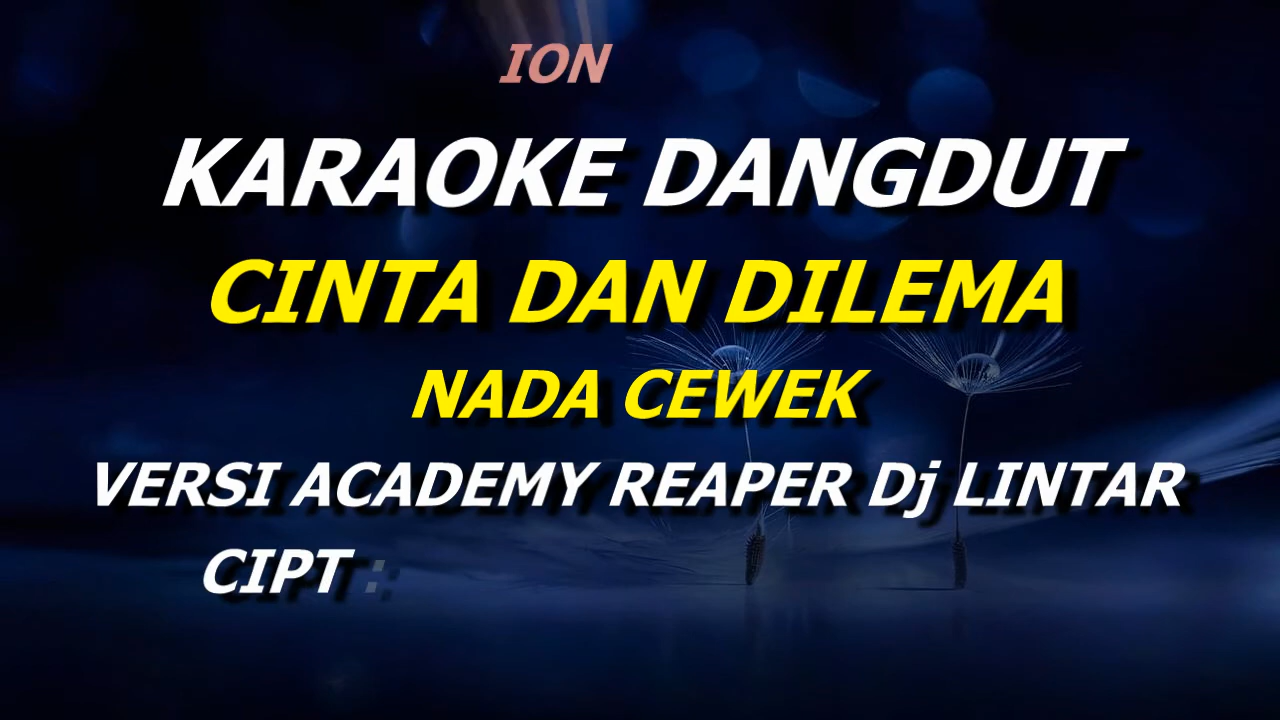 ION
KARAOKE DANGDUT
CINTA DAN DILEMA
NADA CEWEK
VERSI ACADEMY REAPER Dj LINTAR
CIPT :